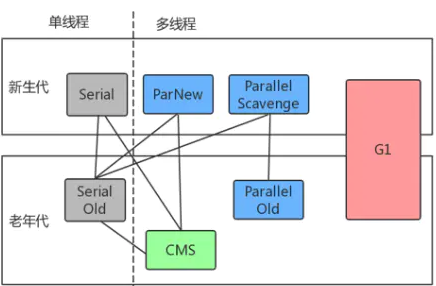 单线程
多线程
新生代
Serial
ParNew
Parallel
Scavenge
G1
老年代
Serial
Old
Parallel
Old
CMS